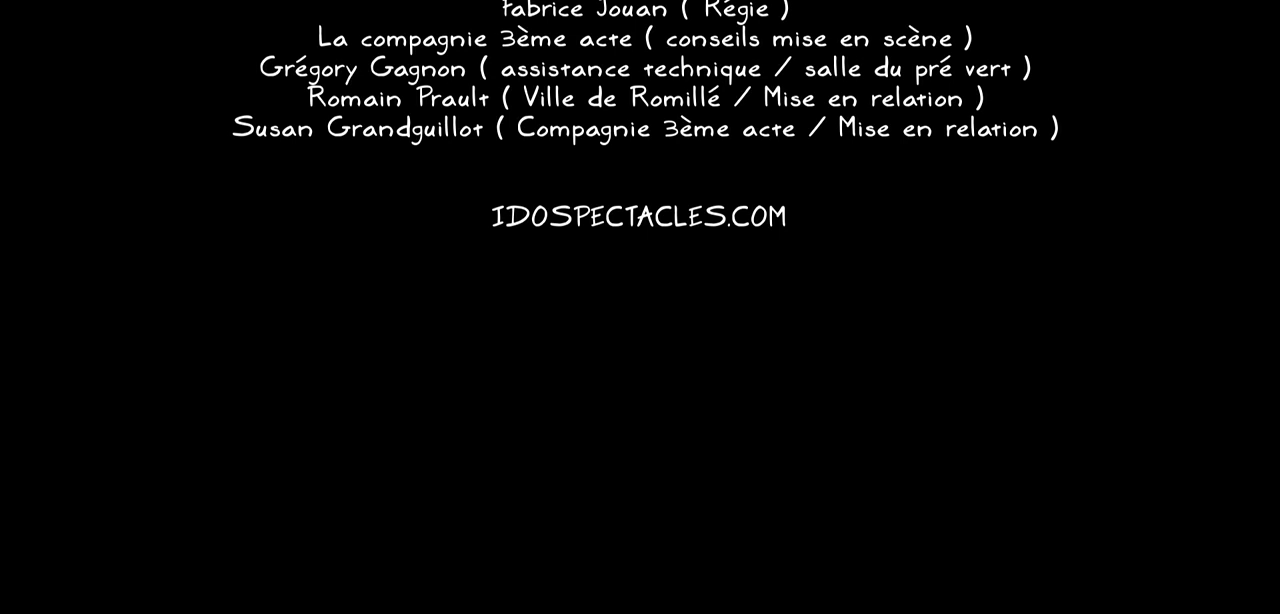 Fabrice Jouan ( Régie )
La compagnie 3ème acte ( conseils mise en scène )
Grégory Gagnon ( assistance technique / salle du pré vert )
Romain Prault ( Ville de Romillé / Mise en relation )
Susan Grandguillot ( Compagnie 3ème acte / Mise en relation )
IDOSPECTACLES.COM